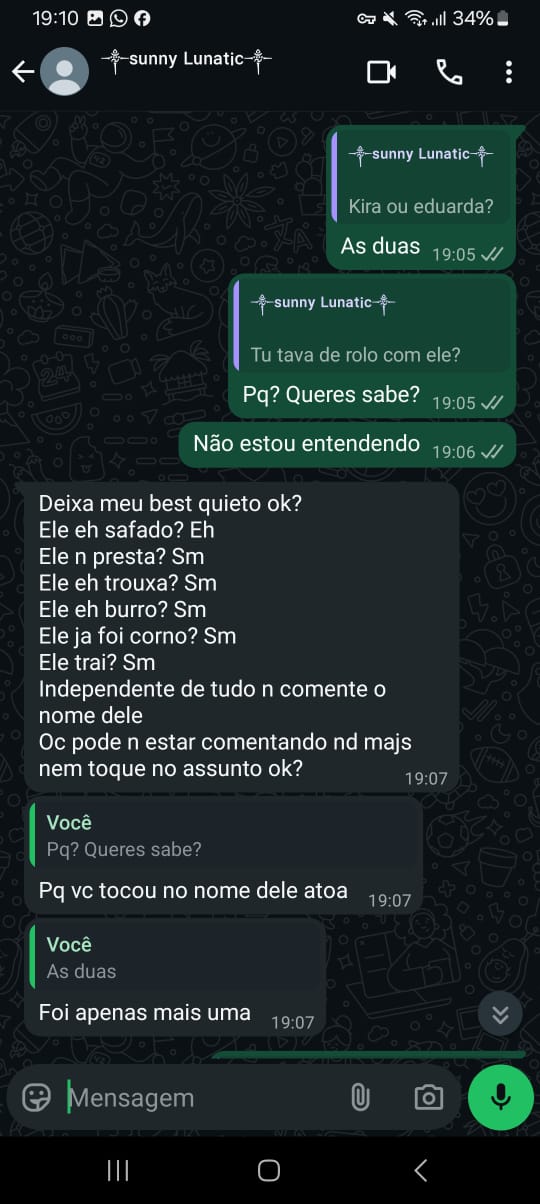 19:10
34%
sunny Lunatic
sunny Lunatic
Kira ou eduarda?
As duas 19:05
sunny Lunatic
Tu tava de rolo com ele?
Pq? Queres sabe? 19:05
Não estou entendendo 19:06
Deixa meu best quieto ok?
Ele eh safado? Eh
Ele n presta? Sm
Ele eh trouxa? Sm
Ele eh burro? Sm
Ele ja foi corno? Sm
Ele trai? Sm
Independente de tudo n comente o
nome dele
Oc pode n estar comentando nd majs
nem toque no assunto ok? 19:07
Você
Pq? Queres sabe?
Pq vc tocou no nome dele atoa 19:07
Você
As duas
Foi apenas mais uma 19:07
Mensagem